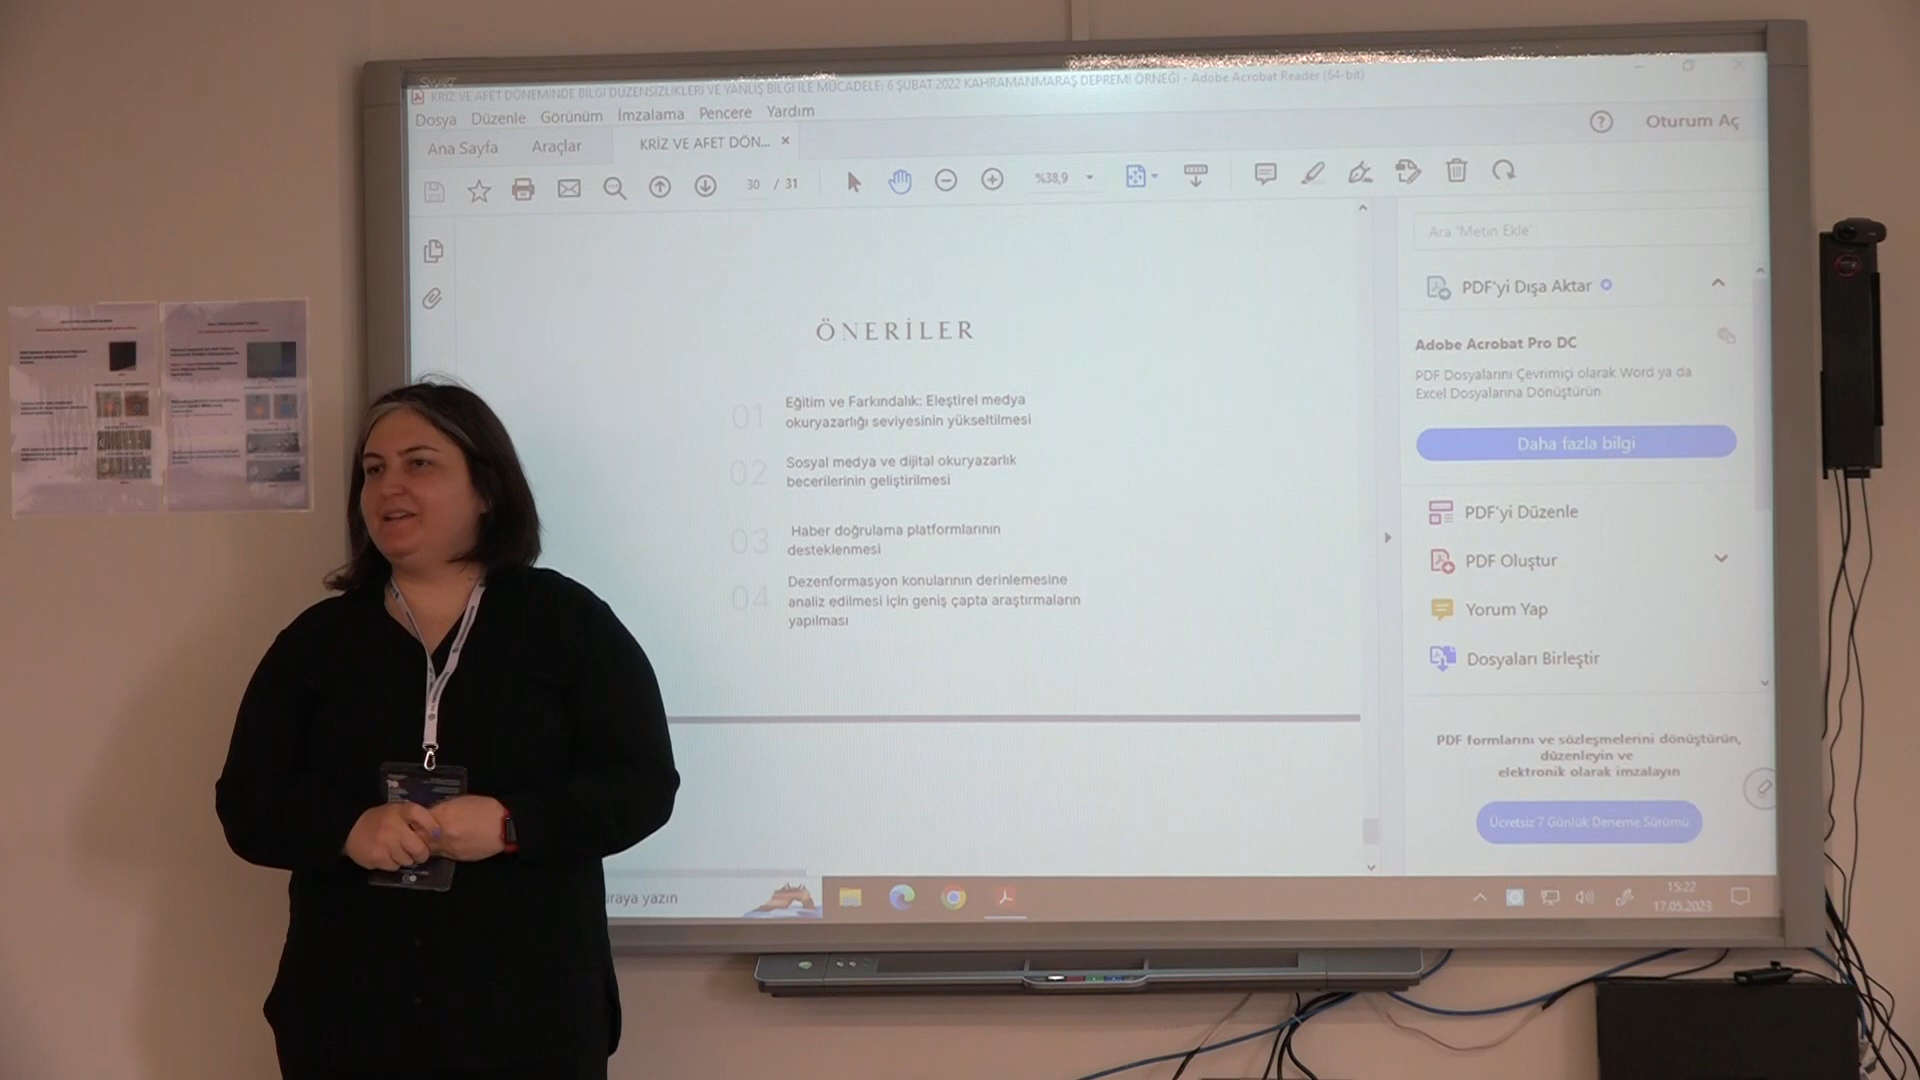 SMART
KRİZ VE AFET DÖNEMİNDE BİLGİ DÜZENSİZLİKLERİ VE YANLIŞ BİLGİ İLE MÜCADELE: 6 ŞUBAT 2022 KAHRAMANMARAŞ DEPREMİ ÖRNEĞİ - Adobe Acrobat Reader (64-bit)
Dosya Düzenle Görünüm İmzalama Pencere Yardım
Ana Sayfa Araçlar KRİZ VE AFET DÖN... ×
Oturum Aç
30 / 31
%38,9
Ara 'Metin Ekle'
PDF'yi Dışa Aktar
Adobe Acrobat Pro DC
PDF Dosyalarını Çevrimiçi olarak Word ya da
Excel Dosyalarına Dönüştürün
Daha fazla bilgi
PDF'yi Düzenle
PDF Oluştur
Yorum Yap
Dosyaları Birleştir
PDF formlarını ve sözleşmelerini dönüştürün,
düzenleyin ve
elektronik olarak imzalayın
Ücretsiz 7 Günlük Deneme Sürümü
ÖNERİLER
01 Eğitim ve Farkındalık: Eleştirel medya
okuryazarlığı seviyesinin yükseltilmesi
02 Sosyal medya ve dijital okuryazarlık
becerilerinin geliştirilmesi
03 Haber doğrulama platformlarının
desteklenmesi
04 Dezenformasyon konularının derinlemesine
analiz edilmesi için geniş çapta araştırmaların
yapılması
uraya yazın
15:22
17.05.2023